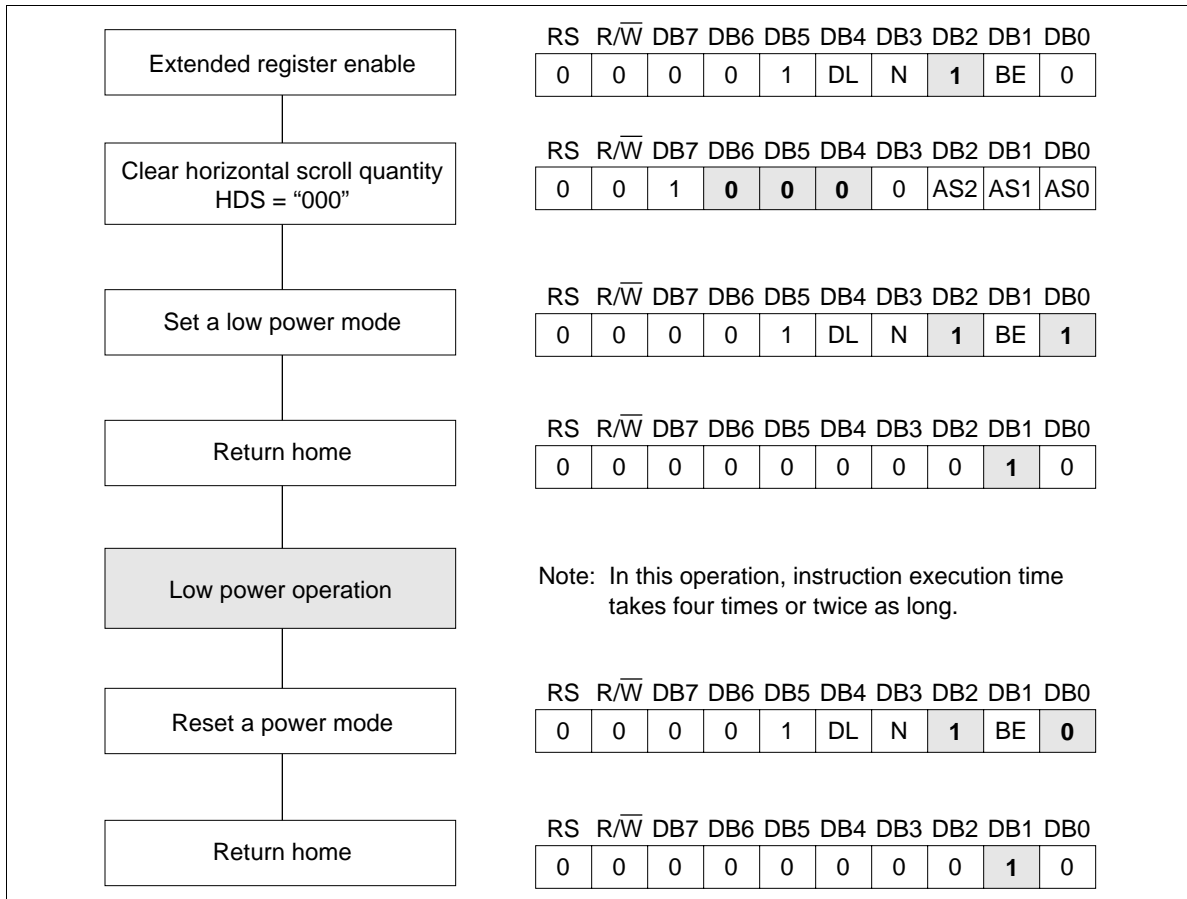 Extended register enable
RS R/W̅ DB7 DB6 DB5 DB4 DB3 DB2 DB1 DB0
0 0 0 0 1 DL N 1 BE 0
Clear horizontal scroll quantity
HDS = “000”
RS R/W̅ DB7 DB6 DB5 DB4 DB3 DB2 DB1 DB0
0 0 1 0 0 0 0 AS2 AS1 AS0
Set a low power mode
RS R/W̅ DB7 DB6 DB5 DB4 DB3 DB2 DB1 DB0
0 0 0 0 1 DL N 1 BE 1
Return home
RS R/W̅ DB7 DB6 DB5 DB4 DB3 DB2 DB1 DB0
0 0 0 0 0 0 0 0 1 0
Low power operation
Note: In this operation, instruction execution time
takes four times or twice as long.
Reset a power mode
RS R/W̅ DB7 DB6 DB5 DB4 DB3 DB2 DB1 DB0
0 0 0 0 1 DL N 1 BE 0
Return home
RS R/W̅ DB7 DB6 DB5 DB4 DB3 DB2 DB1 DB0
0 0 0 0 0 0 0 0 1 0